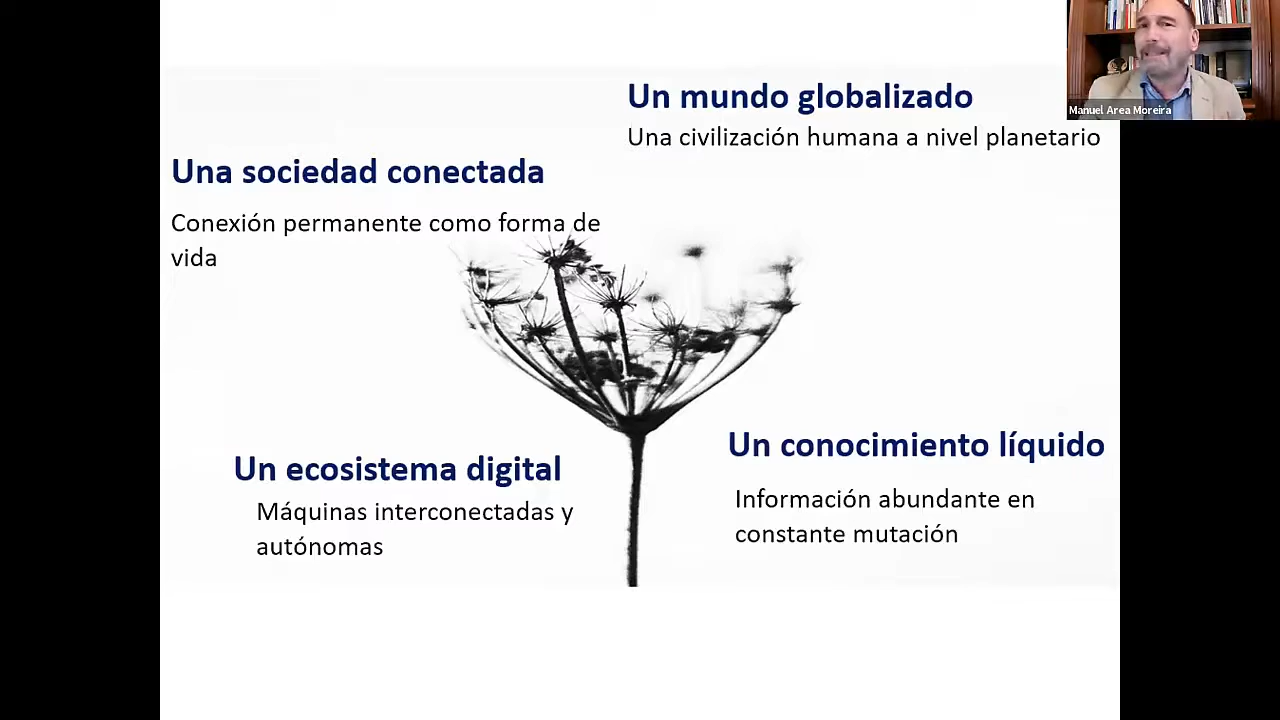 Manuel Area Moreira
Un mundo globalizado
Una civilización humana a nivel planetario
Una sociedad conectada
Conexión permanente como forma de
vida
Un ecosistema digital
Máquinas interconectadas y
autónomas
Un conocimiento líquido
Información abundante en
constante mutación